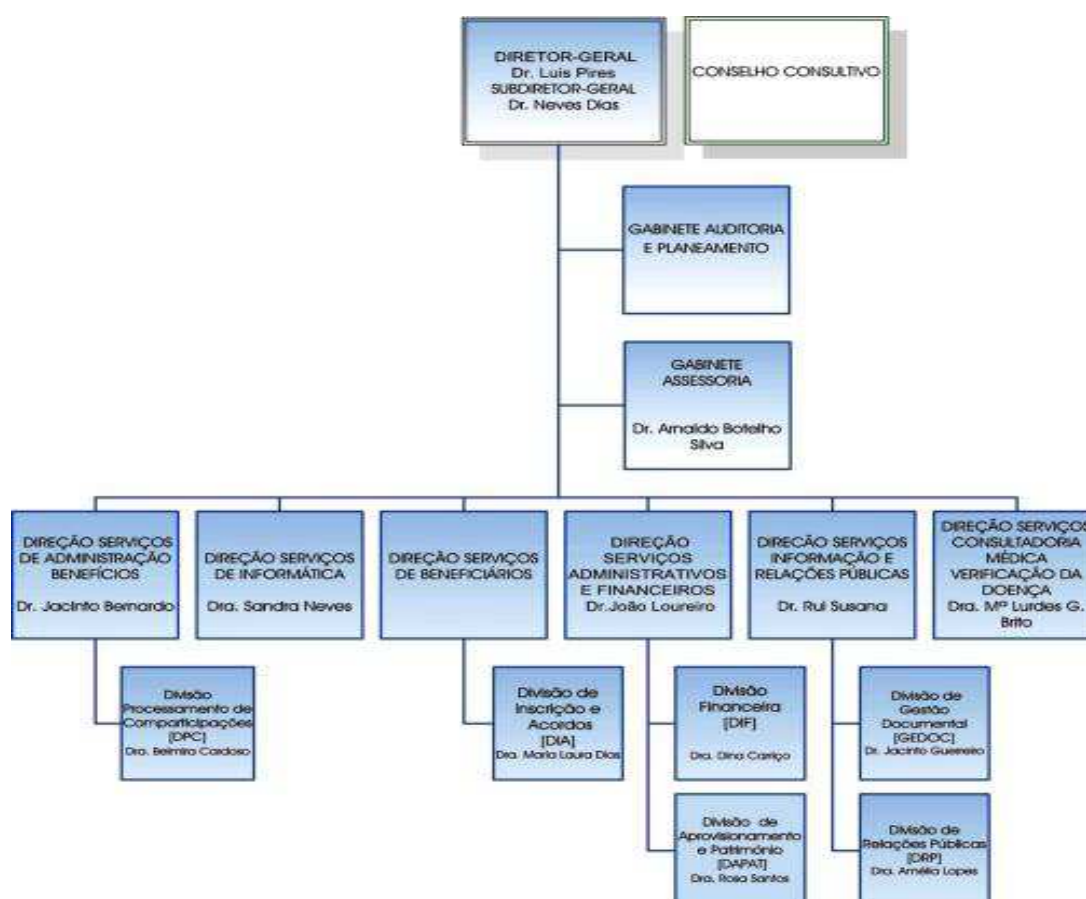 DIRETOR-GERAL
Dr. Luis Pires
SUBDIRETOR-GERAL
Dr. Neves Dias
CONSELHO CONSULTIVO
GABINETE AUDITORIA
E PLANEAMENTO
GABINETE
ASSESSORIA
Dr. Arnaldo Botelho
Silva
DIREÇÃO SERVIÇOS
DE ADMINISTRAÇÃO
BENEFÍCIOS
Dr. Jacinto Bernardo
DIREÇÃO SERVIÇOS
DE INFORMÁTICA
Dra. Sandra Neves
DIREÇÃO SERVIÇOS
DE BENEFICIÁRIOS
DIREÇÃO
SERVIÇOS
ADMINISTRATIVOS
E FINANCEIROS
Dr.João Loureiro
DIREÇÃO SERVIÇOS
INFORMAÇÃO E
RELAÇÕES PÚBLICAS
Dr. Rui Susana
DIREÇÃO SERVIÇOS
CONSULTADORIA
MÉDICA
VERIFICAÇÃO DA
DOENÇA
Dra. Mª Lurdes G.
Brito
Divisão
Processamento de
Comparticipações
[DPC]
Dra. Belmira Cardoso
Divisão de
Inscrição e
Acordos
[DIA]
Dra. Maria Laura Dias
Divisão
Financeira
[DIF]
Dra. Dina Carriço
Divisão de
Gestão
Documental
[GEDOC]
Dr. Jacinto Guerreiro
Divisão de
Aprovisionamento
e Património
[DAPAT]
Dra. Rosa Santos
Divisão de
Relações Públicas
[DRP]
Dra. Amélia Lopes